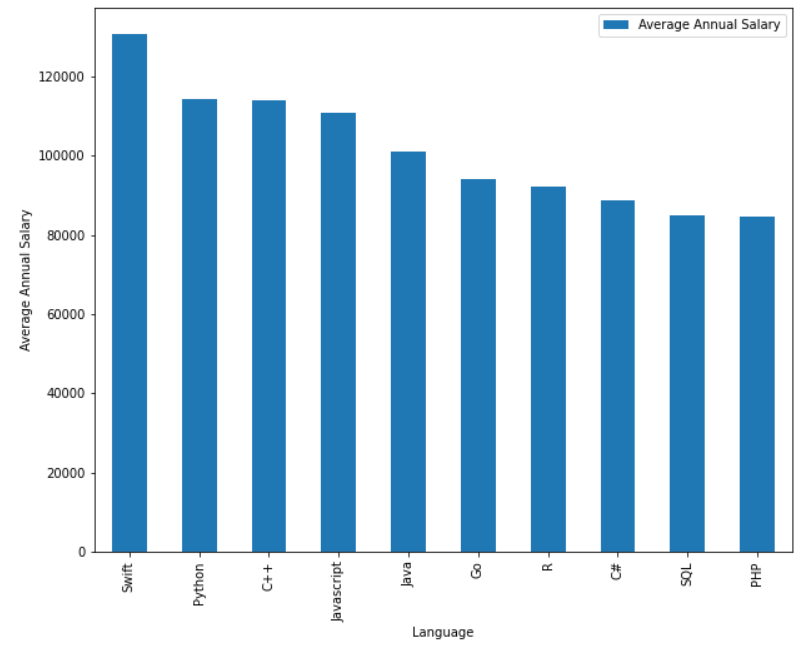 Average Annual Salary
120000
100000
80000
60000
40000
20000
0
Average Annual Salary
Swift
Python
C++
Javascript
Java
Go
R
C#
SQL
PHP
Language